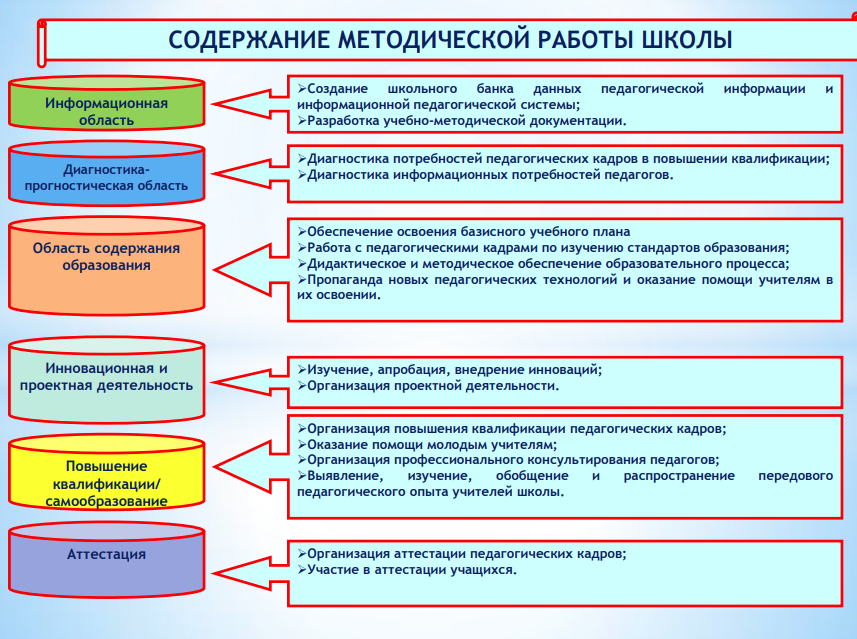 СОДЕРЖАНИЕ МЕТОДИЧЕСКОЙ РАБОТЫ ШКОЛЫ
Информационная
область
➢Создание школьного банка данных педагогической информации и
информационной педагогической системы;
➢Разработка учебно-методической документации.
Диагностика-
прогностическая область
➢Диагностика потребностей педагогических кадров в повышении квалификации;
➢Диагностика информационных потребностей педагогов.
Область содержания
образования
➢Обеспечение освоения базисного учебного плана
➢Работа с педагогическими кадрами по изучению стандартов образования;
➢Дидактическое и методическое обеспечение образовательного процесса;
➢Пропаганда новых педагогических технологий и оказание помощи учителям в
их освоении.
Инновационная и
проектная деятельность
➢Изучение, апробация, внедрение инноваций;
➢Организация проектной деятельности.
Повышение
квалификации/
самообразование
➢Организация повышения квалификации педагогических кадров;
➢Оказание помощи молодым учителям;
➢Организация профессионального консультирования педагогов;
➢Выявление, изучение, обобщение и распространение передового
педагогического опыта учителей школы.
Аттестация
➢Организация аттестации педагогических кадров;
➢Участие в аттестации учащихся.